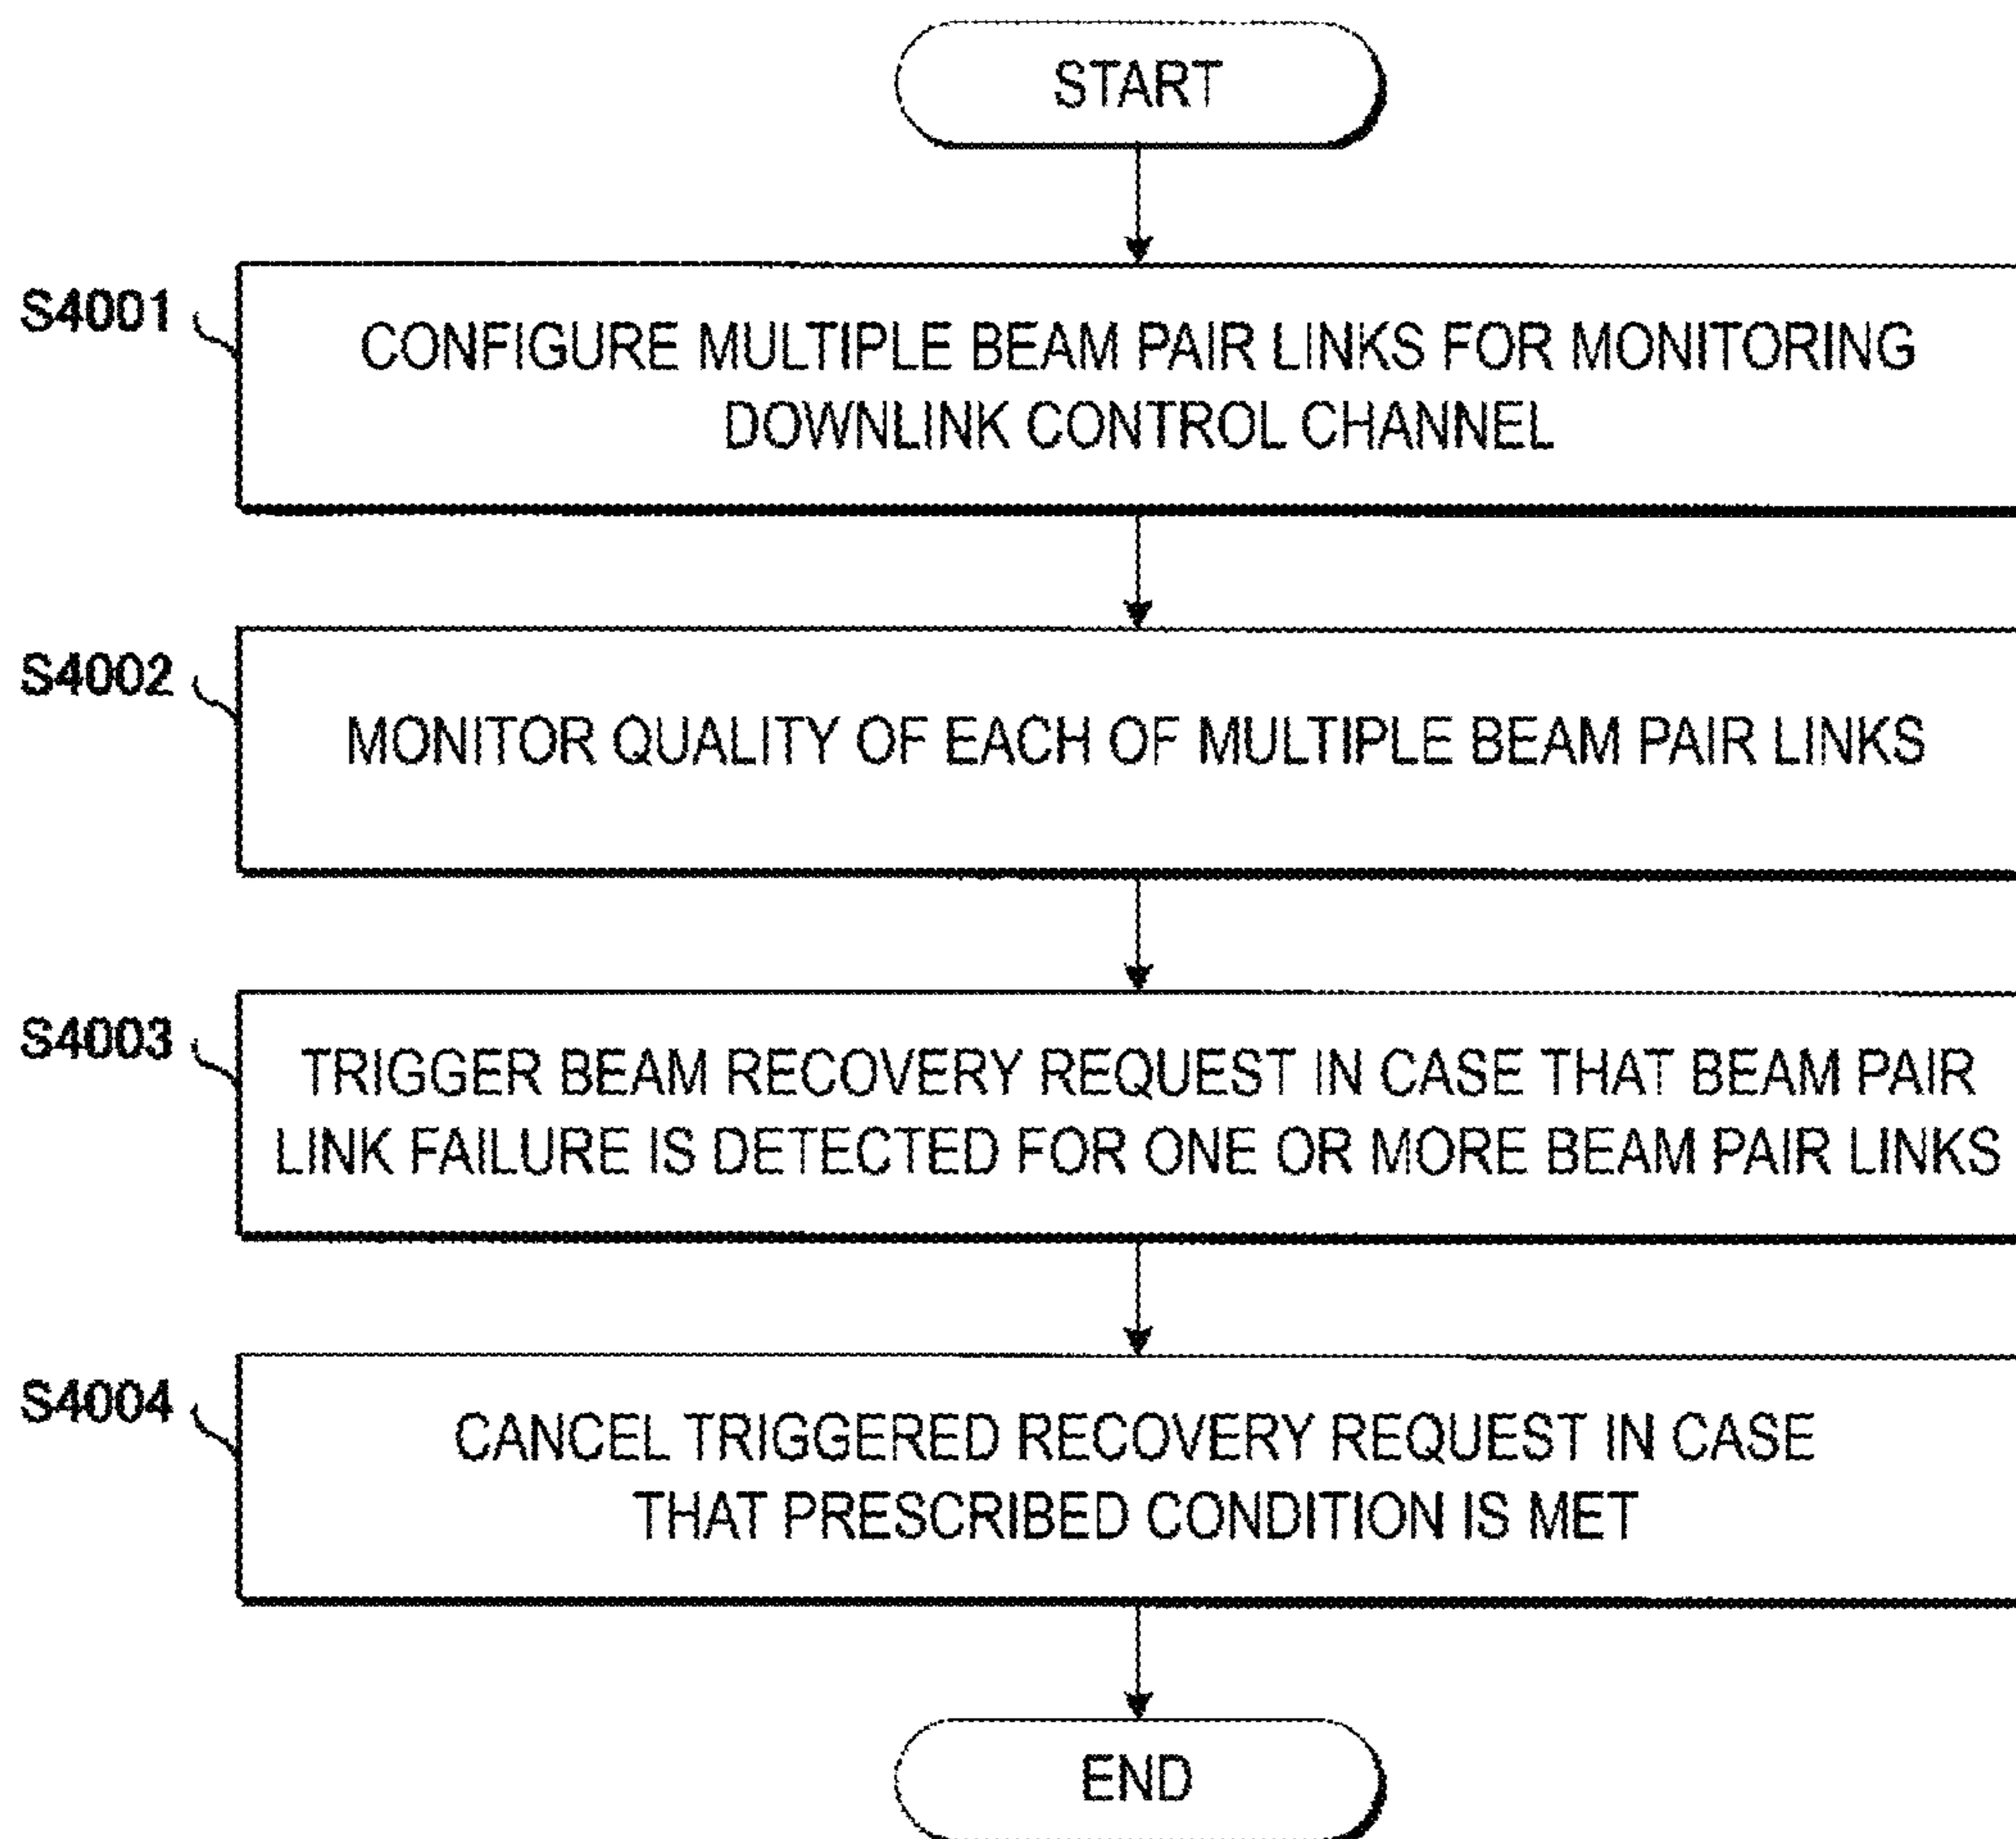 START
S4001
CONFIGURE MULTIPLE BEAM PAIR LINKS FOR MONITORING
DOWNLINK CONTROL CHANNEL
S4002
MONITOR QUALITY OF EACH OF MULTIPLE BEAM PAIR LINKS
S4003
TRIGGER BEAM RECOVERY REQUEST IN CASE THAT BEAM PAIR
LINK FAILURE IS DETECTED FOR ONE OR MORE BEAM PAIR LINKS
S4004
CANCEL TRIGGERED RECOVERY REQUEST IN CASE
THAT PRESCRIBED CONDITION IS MET
END